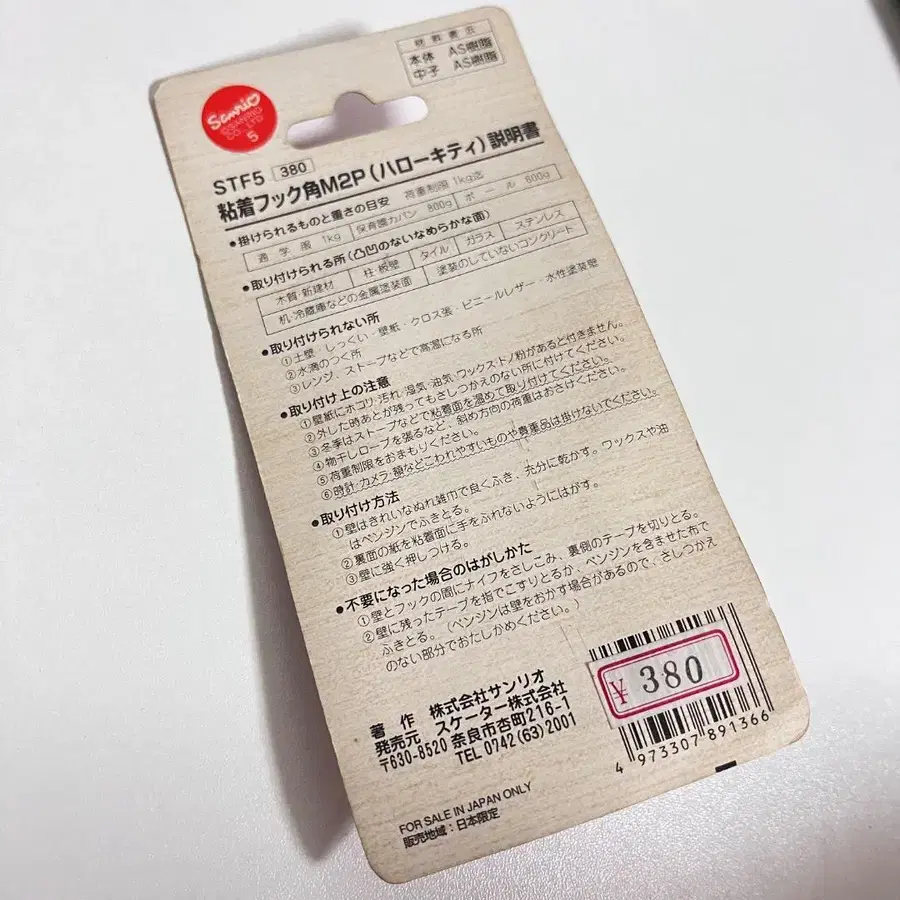 Sanrio
©SANRIO
CO., LTD.
5
本体 AS樹脂
中子 AS樹脂
STF5 380
粘着フック角M2P(ハローキティ)説明書
●掛けられるものと重さの目安 荷重制限 1kg迄
通学服 1kg 保育園カバン 800g ボール 600g
●取り付けられる所(凸凹のないなめらかな面)
木質・新建材 柱・板壁 タイル ガラス ステンレス
机・冷蔵庫などの金属塗装面 塗装のしていないコンクリート
●取り付けられない所
①土壁・しっくい・壁紙・クロス張・ビニールレザー・水性塗装壁
②水滴のつく所
③レンジ、ストーブなどで高温になる所
●取り付け上の注意
①壁紙にホコリ・汚れ・湿気・油気・ワックス・トノ粉があると付きません。
②外した時あとが残ってもさしつかえのない所に付けてください。
③冬季はストーブなどで粘着面を温めて取り付けてください。
④物干しロープを張るなど、斜め方向の荷重はおさけください。
⑤荷重制限をおまもりください。
⑥時計・カメラ・額などこわれやすいものや貴重品は掛けないでください。
●取り付け方法
①壁はきれいなぬれ雑巾で良くふき、充分に乾かす。ワックスや油
はベンジンでふきとる。
②裏面の紙を粘着面に手をふれないようにはがす。
③壁に強く押しつける。
●不要になった場合のはがしかた
①壁とフックの間にナイフをさしこみ、裏側のテープを切りとる。
②壁に残ったテープを指でこすりとるか、ベンジンを含ませた布で
ふきとる。(ベンジンは壁をおかす場合があるので、さしつかえ
のない部分でおたしかめください。)
著作 株式会社サンリオ
発売元 スケーター株式会社
〒630-8520 奈良市杏町216-1
TEL 0742(63)2001
¥380
4 973307 891366
FOR SALE IN JAPAN ONLY
販売地域:日本限定